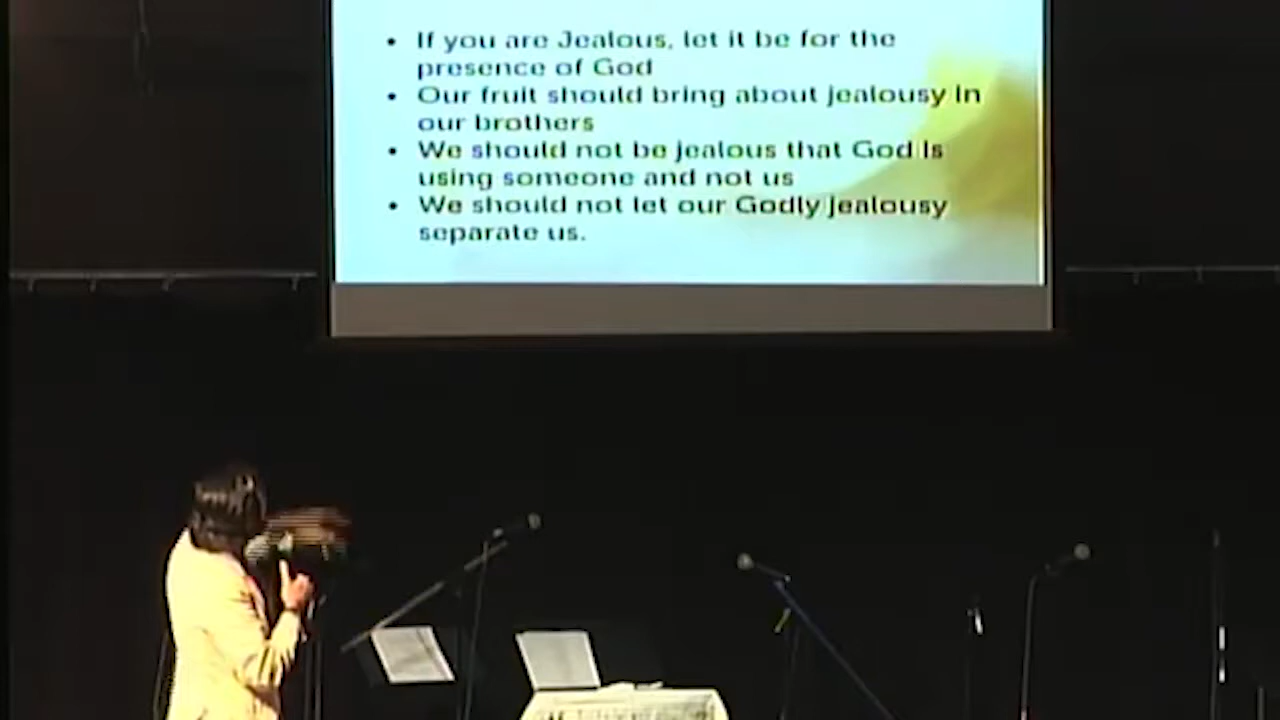 • If you are Jealous, let it be for the
presence of God
• Our fruit should bring about jealousy in
our brothers
• We should not be jealous that God is
using someone and not us
• We should not let our Godly jealousy
separate us.